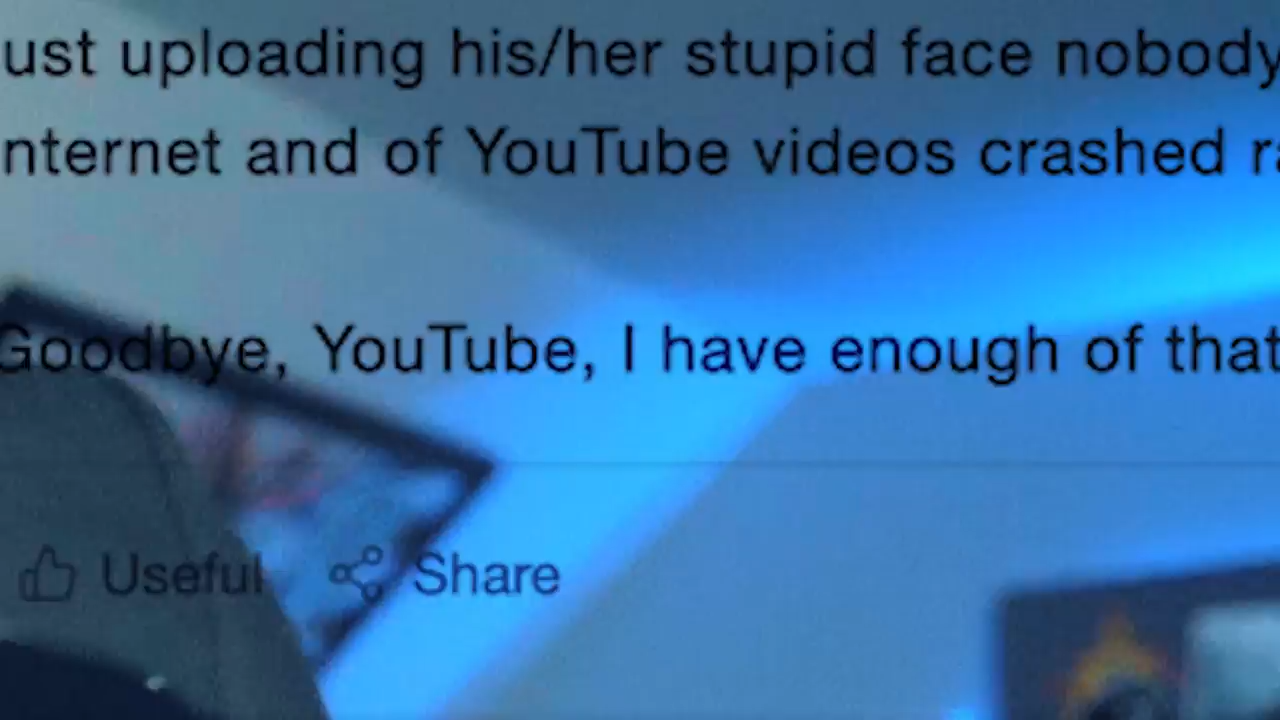 ust uploading his/her stupid face nobody
nternet and of YouTube videos crashed ra
Goodbye, YouTube, I have enough of that
Useful Share